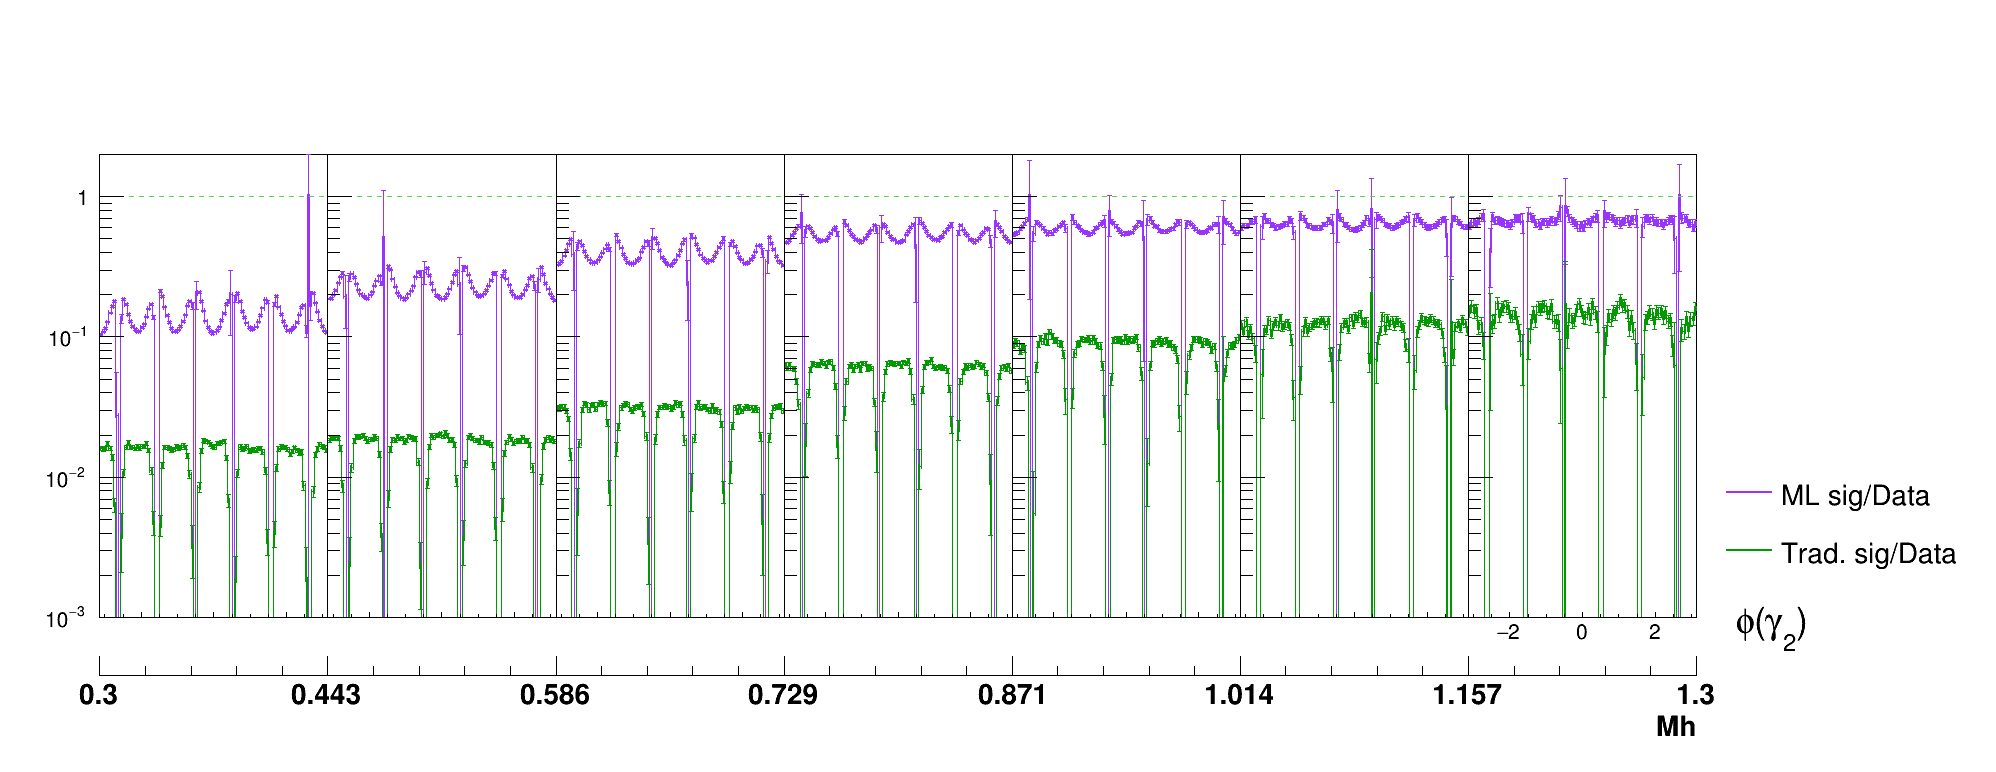 1
10⁻¹
10⁻²
10⁻³
ML sig/Data
Trad. sig/Data
−2 0 2
ϕ(γ₂)
0.3 0.443 0.586 0.729 0.871 1.014 1.157 1.3
Mh